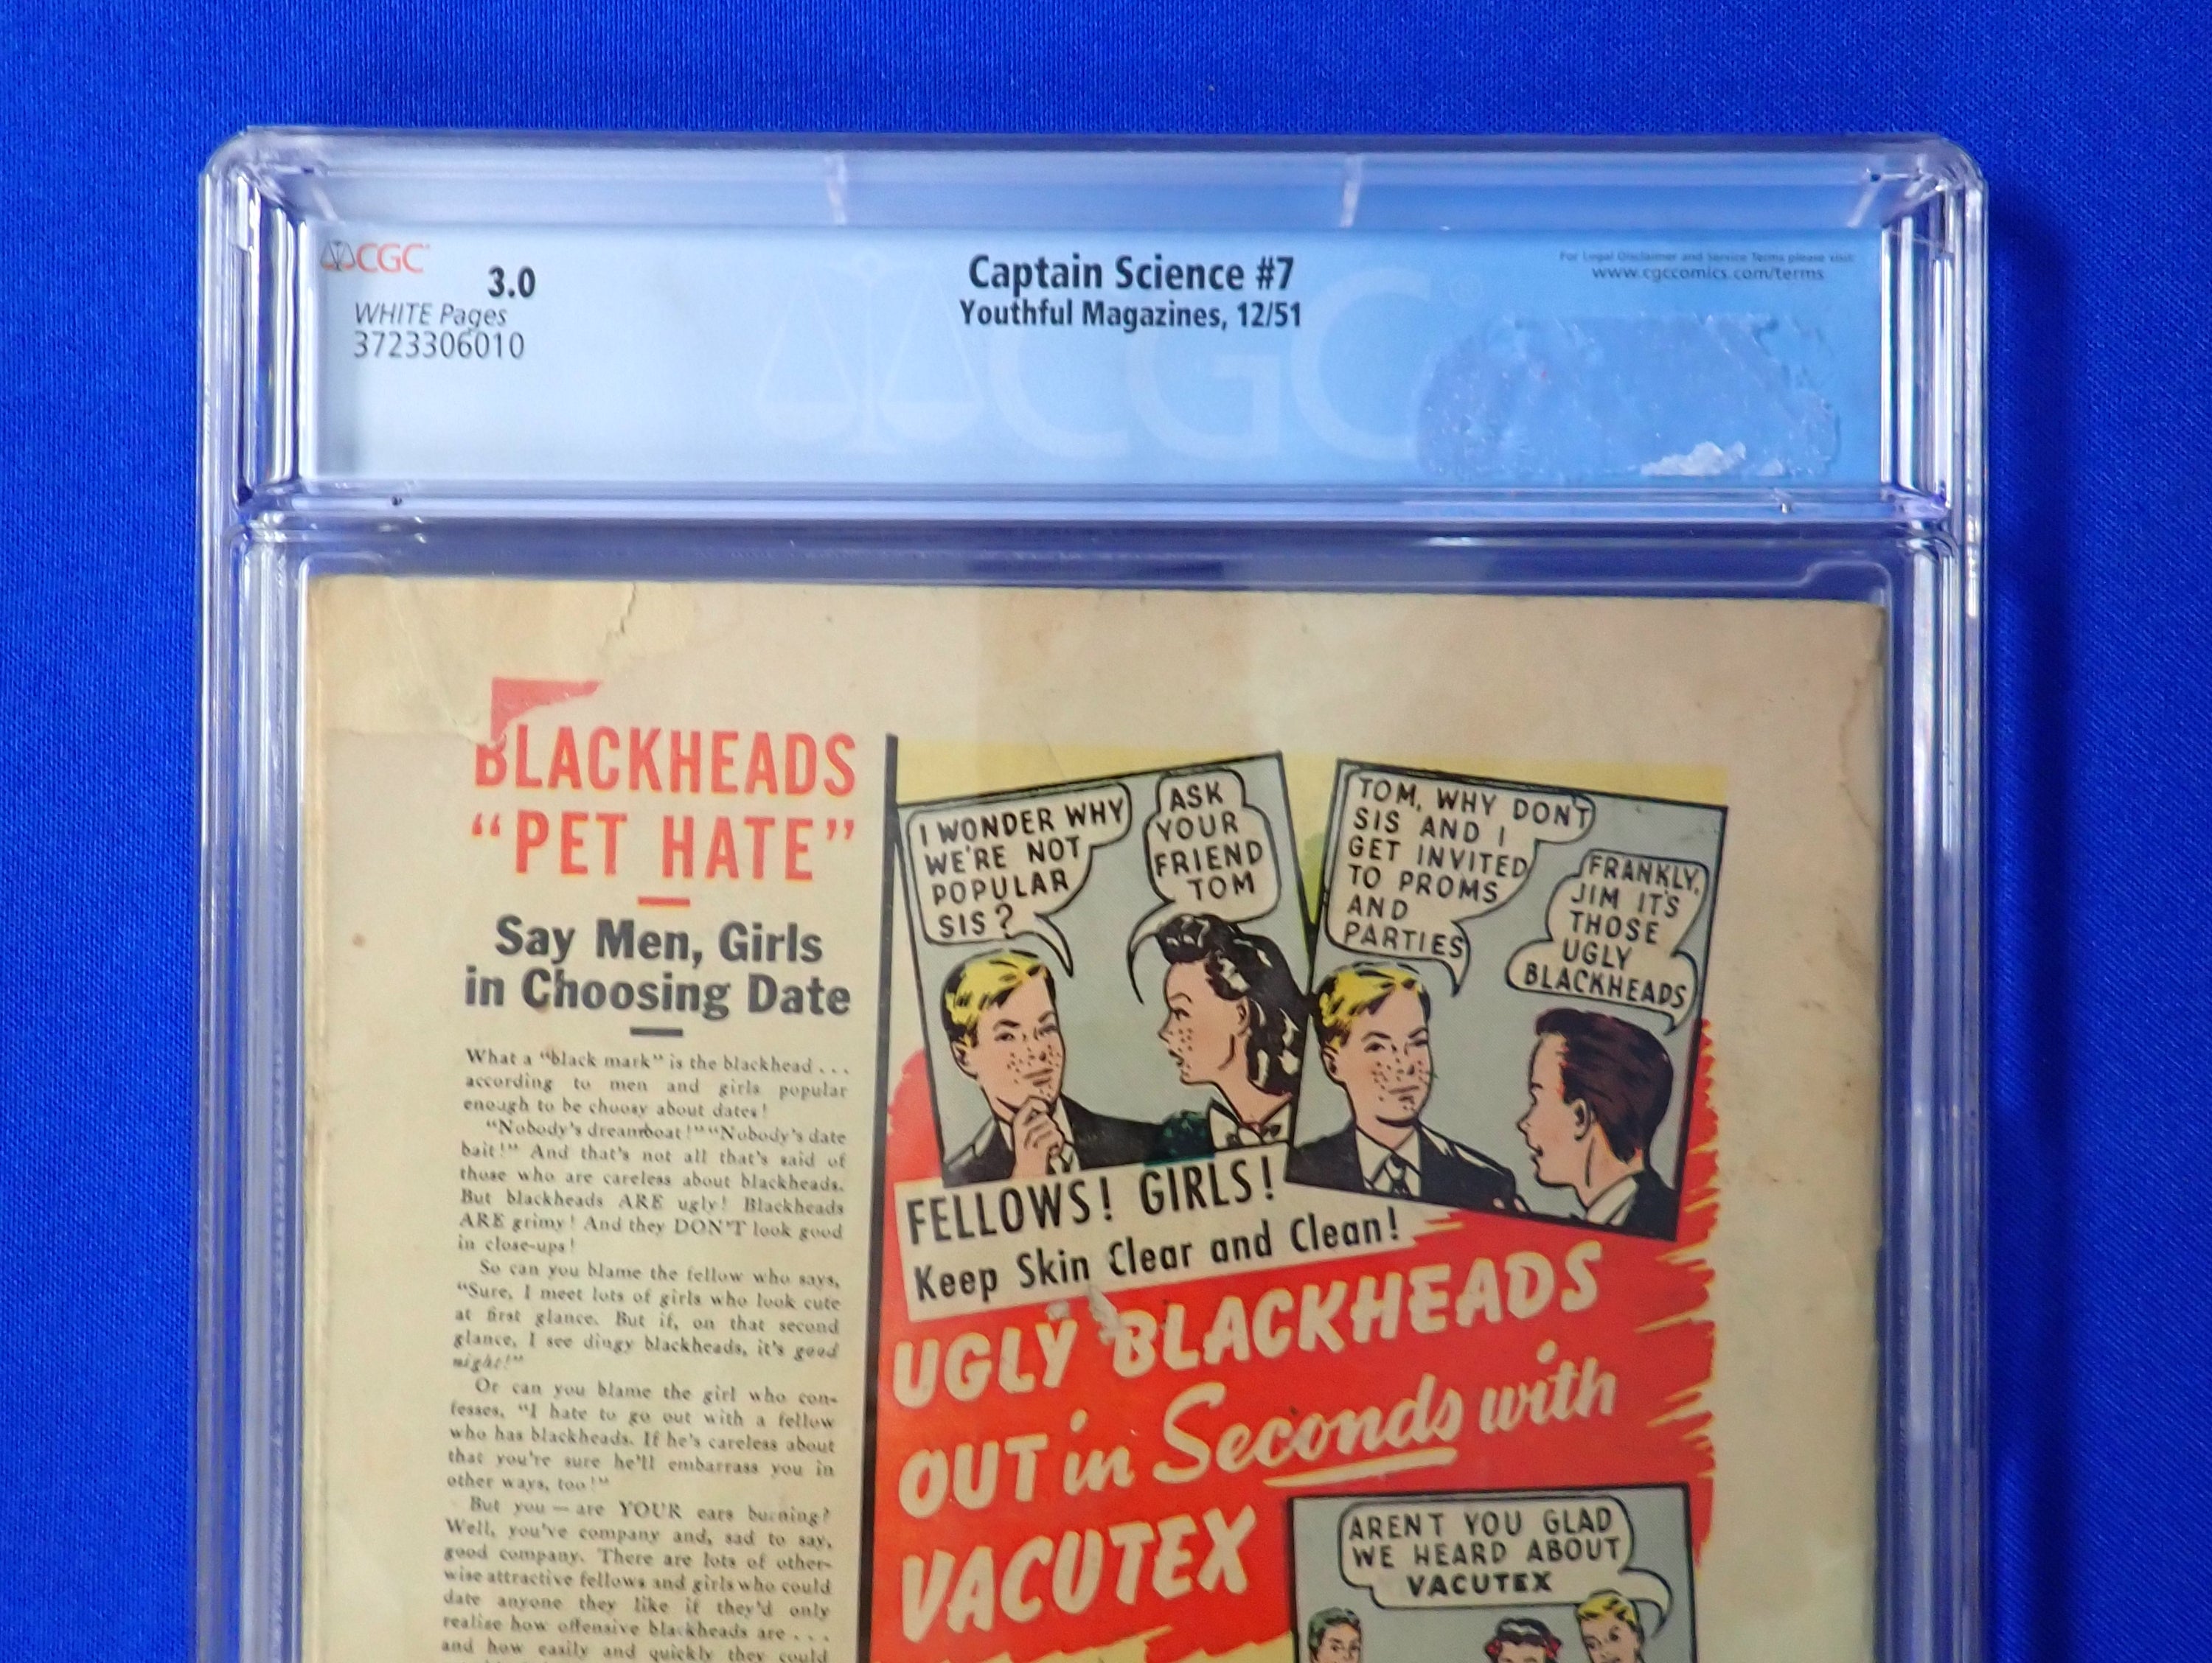 CGC
3.0
WHITE Pages
3723306010
Captain Science #7
Youthful Magazines, 12/51
For Legal Disclaimer and Service Terms please visit:
www.cgccomics.com/terms
CGC
BLACKHEADS
“PET HATE”
Say Men, Girls
in Choosing Date
What a “black mark” is the blackhead . . .
according to men and girls popular
enough to be choosy about dates!
“Nobody's dreamboat!” “Nobody's date
bait!” And that's not all that's said of
those who are careless about blackheads.
But blackheads ARE ugly! Blackheads
ARE grimy! And they DON'T look good
in close-ups!
So can you blame the fellow who says,
“Sure, I meet lots of girls who look cute
at first glance. But if, on that second
glance, I see dingy blackheads, it's good
night!”
Or can you blame the girl who con-
fesses, “I hate to go out with a fellow
who has blackheads. If he's careless about
that you're sure he'll embarrass you in
other ways, too!”
But you — are YOUR ears burning?
Well, you've company and, sad to say,
good company. There are lots of other-
wise attractive fellows and girls who could
date anyone they like if they'd only
realize how offensive blackheads are . . .
and how easily and quickly they could
I WONDER WHY
WE'RE NOT
POPULAR
SIS?
ASK
YOUR
FRIEND
TOM
TOM, WHY DON'T
SIS AND I
GET INVITED
TO PROMS
AND
PARTIES
FRANKLY,
JIM IT'S
THOSE
UGLY
BLACKHEADS
FELLOWS! GIRLS!
Keep Skin Clear and Clean!
UGLY BLACKHEADS
OUT in Seconds with
VACUTEX
AREN'T YOU GLAD
WE HEARD ABOUT
VACUTEX